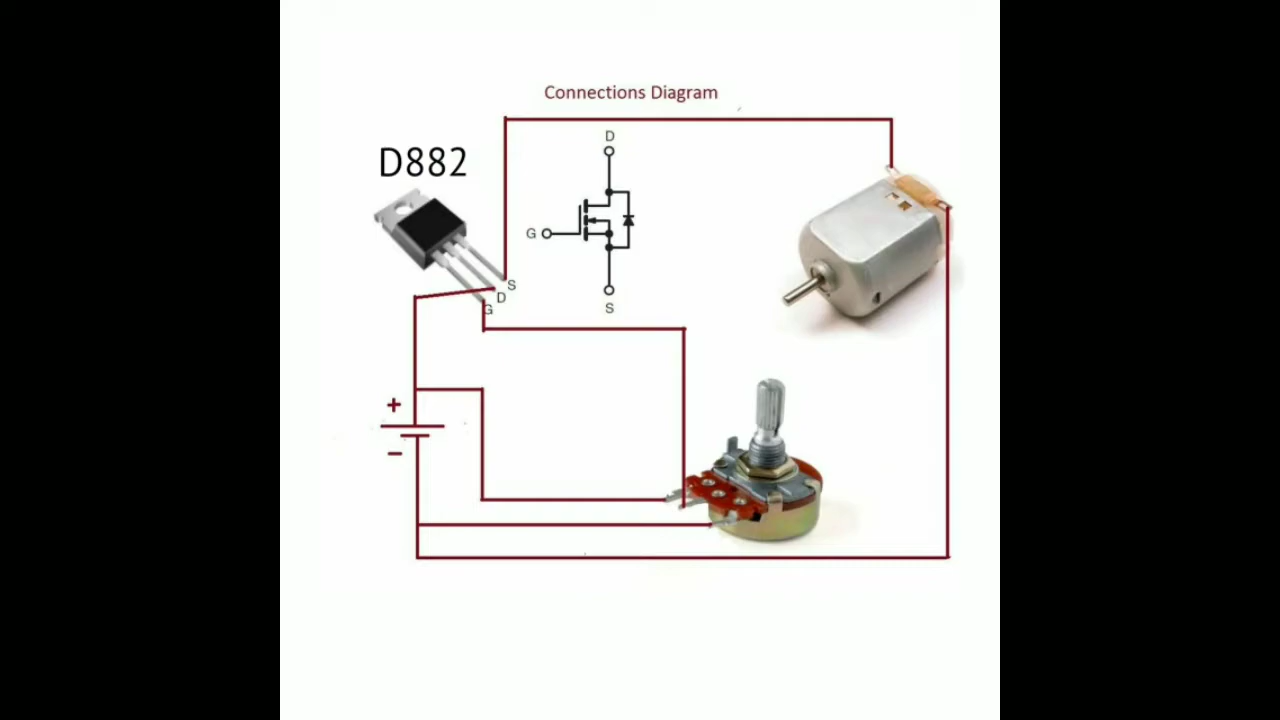 Connections Diagram
D882
D
G
S
S
D
G
+
−